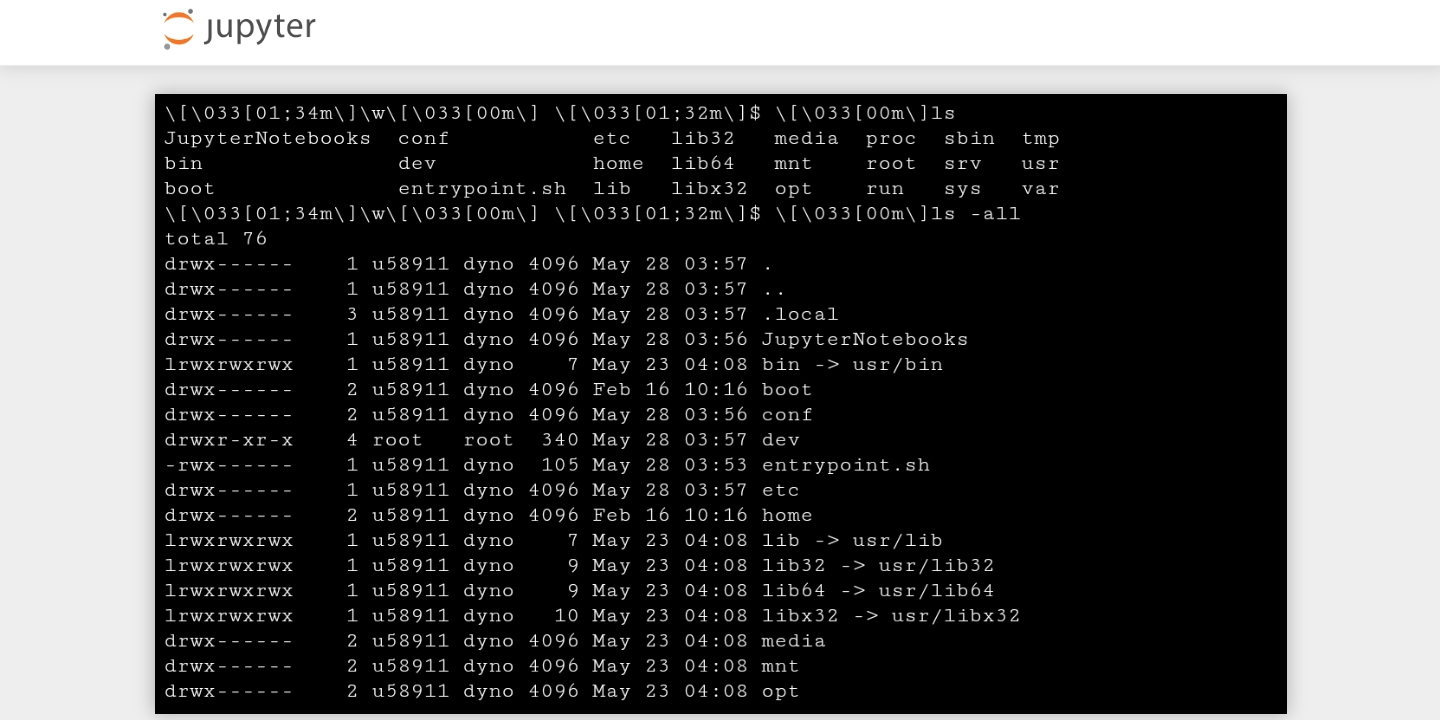 jupyter
\[\033[01;34m\]\w\[\033[00m\] \[\033[01;32m\]$ \[\033[00m\]ls
JupyterNotebooks  conf           etc   lib32   media  proc  sbin  tmp
bin               dev            home  lib64   mnt    root  srv   usr
boot              entrypoint.sh  lib   libx32  opt    run   sys   var
\[\033[01;34m\]\w\[\033[00m\] \[\033[01;32m\]$ \[\033[00m\]ls -all
total 76
drwx------    1 u58911 dyno 4096 May 28 03:57 .
drwx------    1 u58911 dyno 4096 May 28 03:57 ..
drwx------    3 u58911 dyno 4096 May 28 03:57 .local
drwx------    1 u58911 dyno 4096 May 28 03:56 JupyterNotebooks
lrwxrwxrwx    1 u58911 dyno    7 May 23 04:08 bin -> usr/bin
drwx------    2 u58911 dyno 4096 Feb 16 10:16 boot
drwx------    2 u58911 dyno 4096 May 28 03:56 conf
drwxr-xr-x    4 root   root  340 May 28 03:57 dev
-rwx------    1 u58911 dyno  105 May 28 03:53 entrypoint.sh
drwx------    1 u58911 dyno 4096 May 28 03:57 etc
drwx------    2 u58911 dyno 4096 Feb 16 10:16 home
lrwxrwxrwx    1 u58911 dyno    7 May 23 04:08 lib -> usr/lib
lrwxrwxrwx    1 u58911 dyno    9 May 23 04:08 lib32 -> usr/lib32
lrwxrwxrwx    1 u58911 dyno    9 May 23 04:08 lib64 -> usr/lib64
lrwxrwxrwx    1 u58911 dyno   10 May 23 04:08 libx32 -> usr/libx32
drwx------    2 u58911 dyno 4096 May 23 04:08 media
drwx------    2 u58911 dyno 4096 May 23 04:08 mnt
drwx------    2 u58911 dyno 4096 May 23 04:08 opt